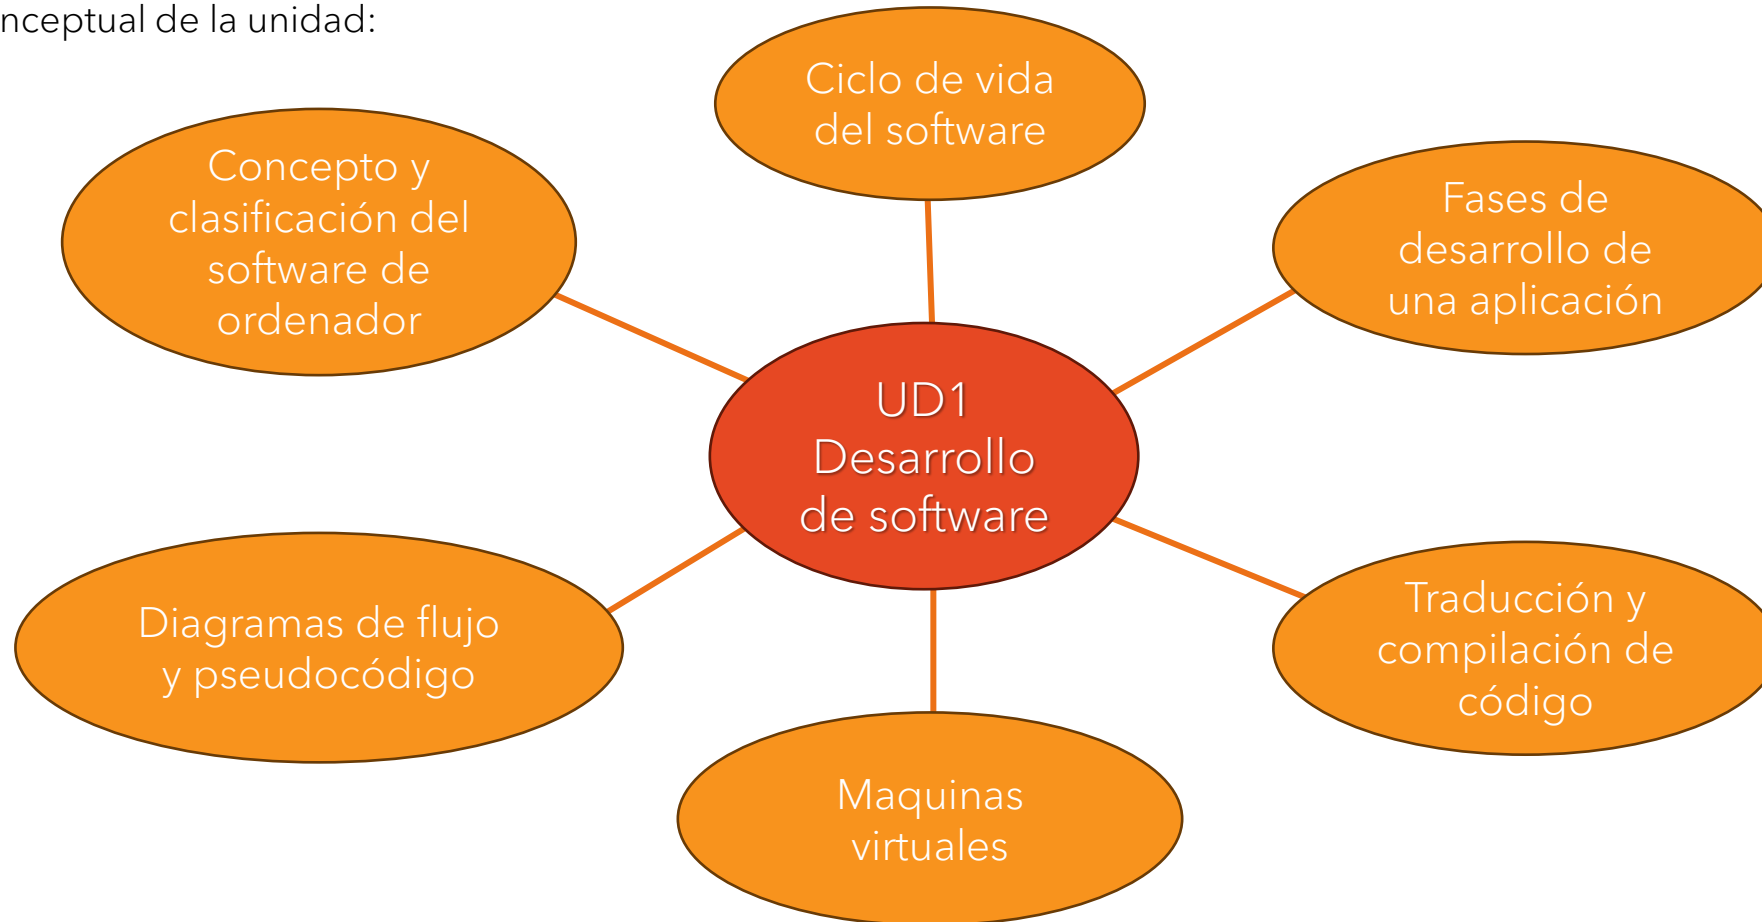 nceptual de la unidad:
Ciclo de vida
del software
Concepto y
clasificación del
software de
ordenador
Fases de
desarrollo de
una aplicación
UD1
Desarrollo
de software
Diagramas de flujo
y pseudocódigo
Traducción y
compilación de
código
Maquinas
virtuales